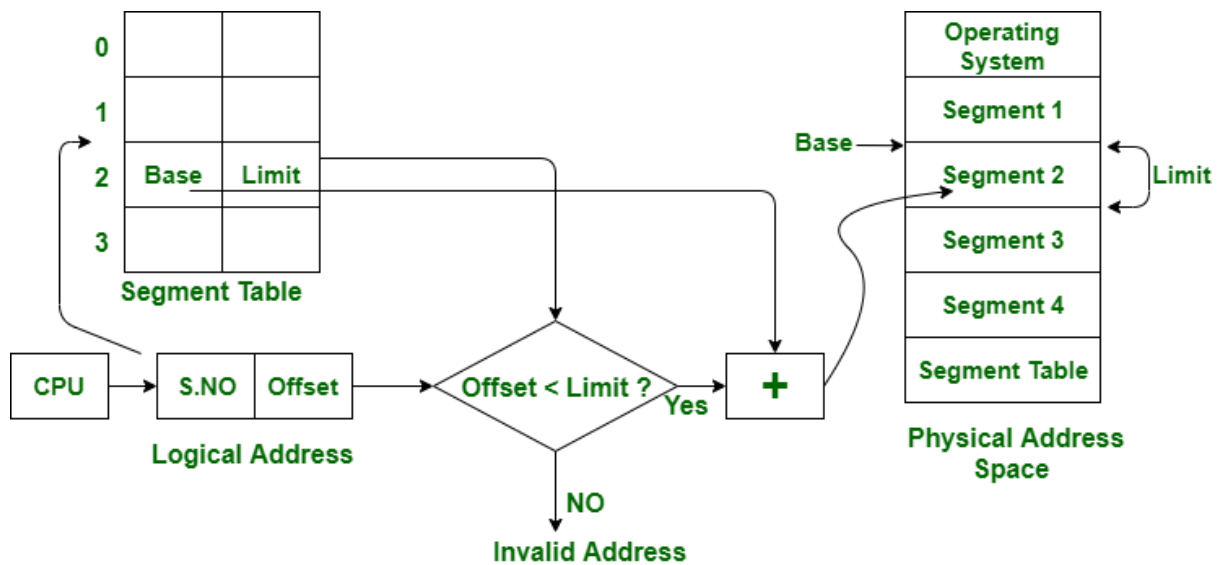 0
1
2
3
Base
Limit
Segment Table
CPU
S.NO
Offset
Logical Address
Offset < Limit ?
Yes
+
NO
Invalid Address
Operating
System
Segment 1
Base
Segment 2
Limit
Segment 3
Segment 4
Segment Table
Physical Address
Space